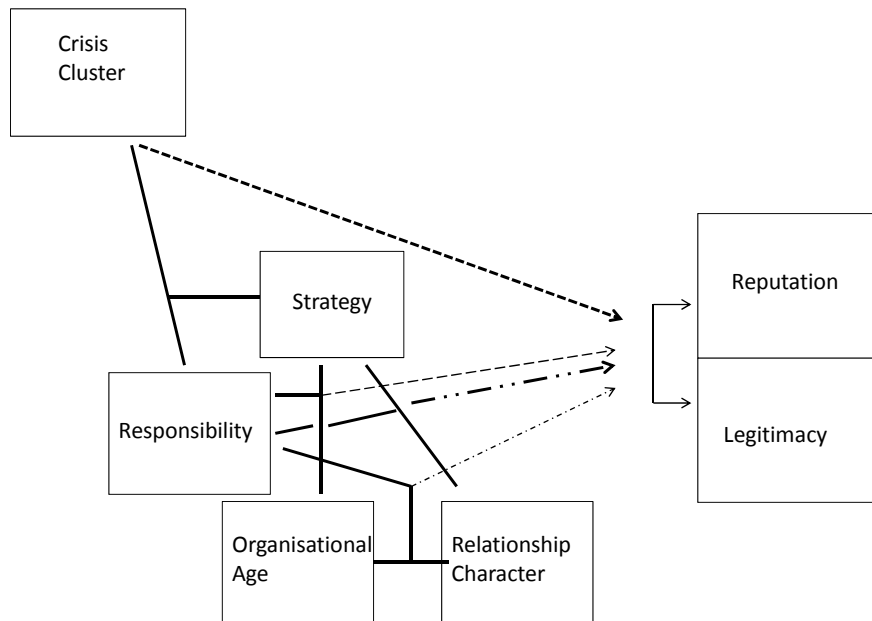 Crisis
Cluster
Strategy
Reputation
Responsibility
Legitimacy
Organisational
Age
Relationship
Character